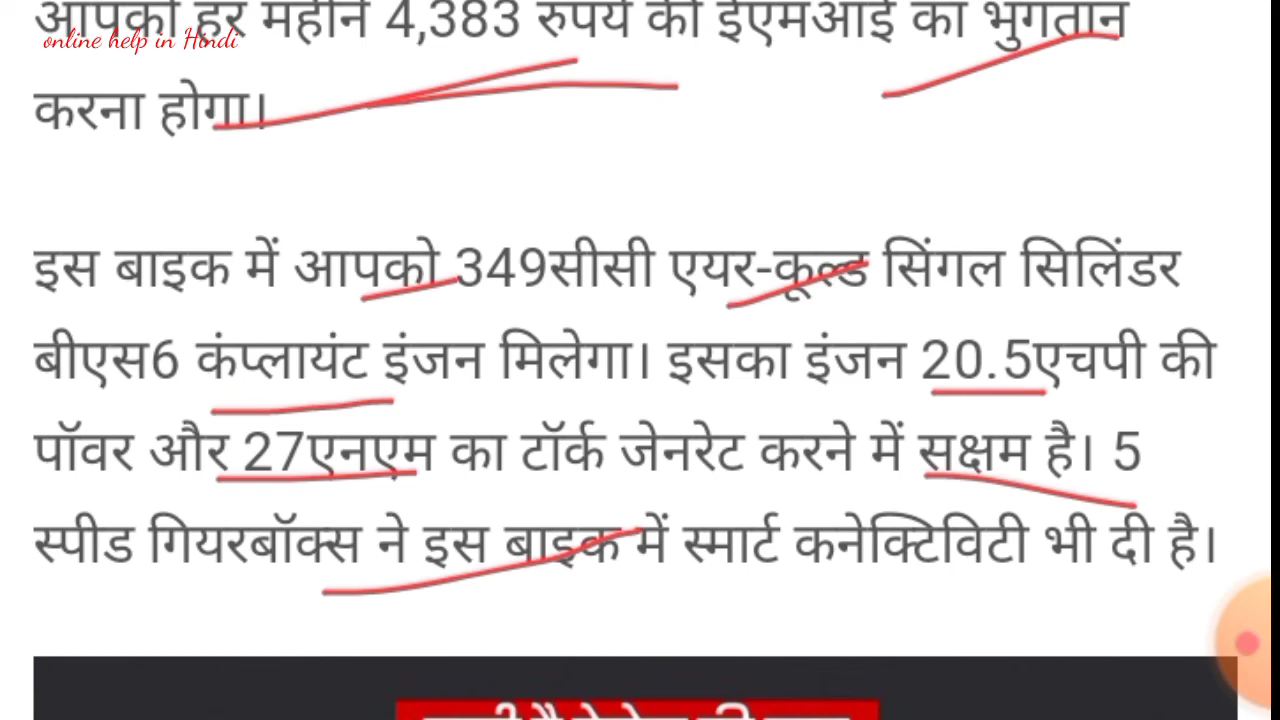 आपको हर महीने 4,383 रुपये की ईएमआई का भुगतान
online help in Hindi
करना होगा।
इस बाइक में आपको 349सीसी एयर-कूल्ड सिंगल सिलिंडर
बीएस6 कंप्लायंट इंजन मिलेगा। इसका इंजन 20.5एचपी की
पॉवर और 27एनएम का टॉर्क जेनरेट करने में सक्षम है। 5
स्पीड गियरबॉक्स ने इस बाइक में स्मार्ट कनेक्टिविटी भी दी है।